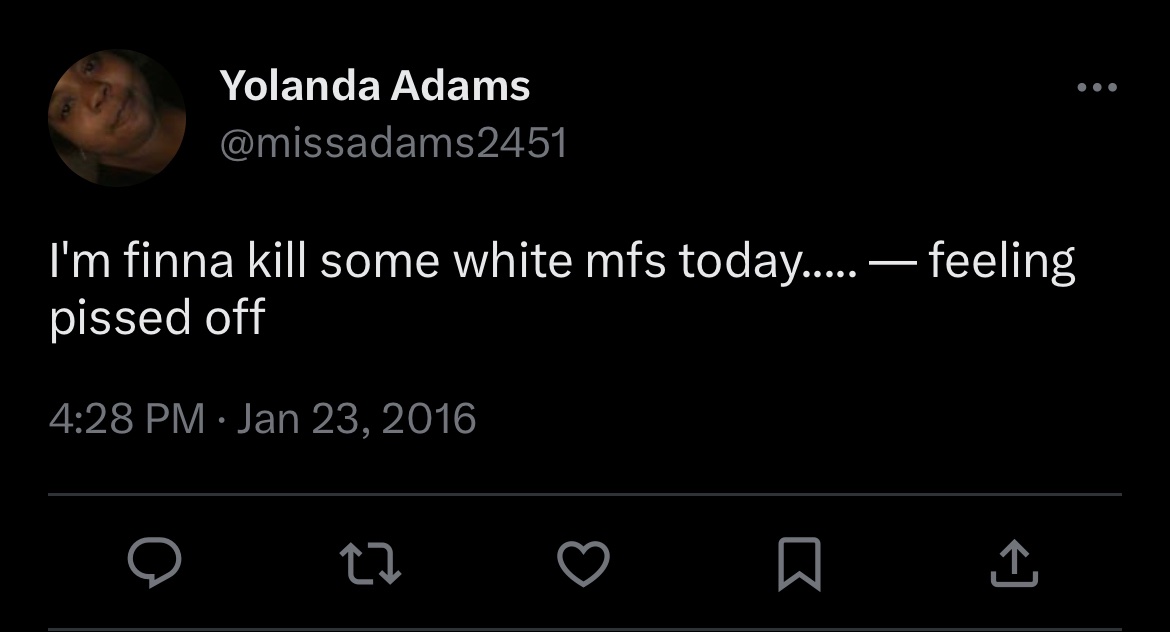 Yolanda Adams
@missadams2451
I'm finna kill some white mfs today..... — feeling
pissed off
4:28 PM · Jan 23, 2016